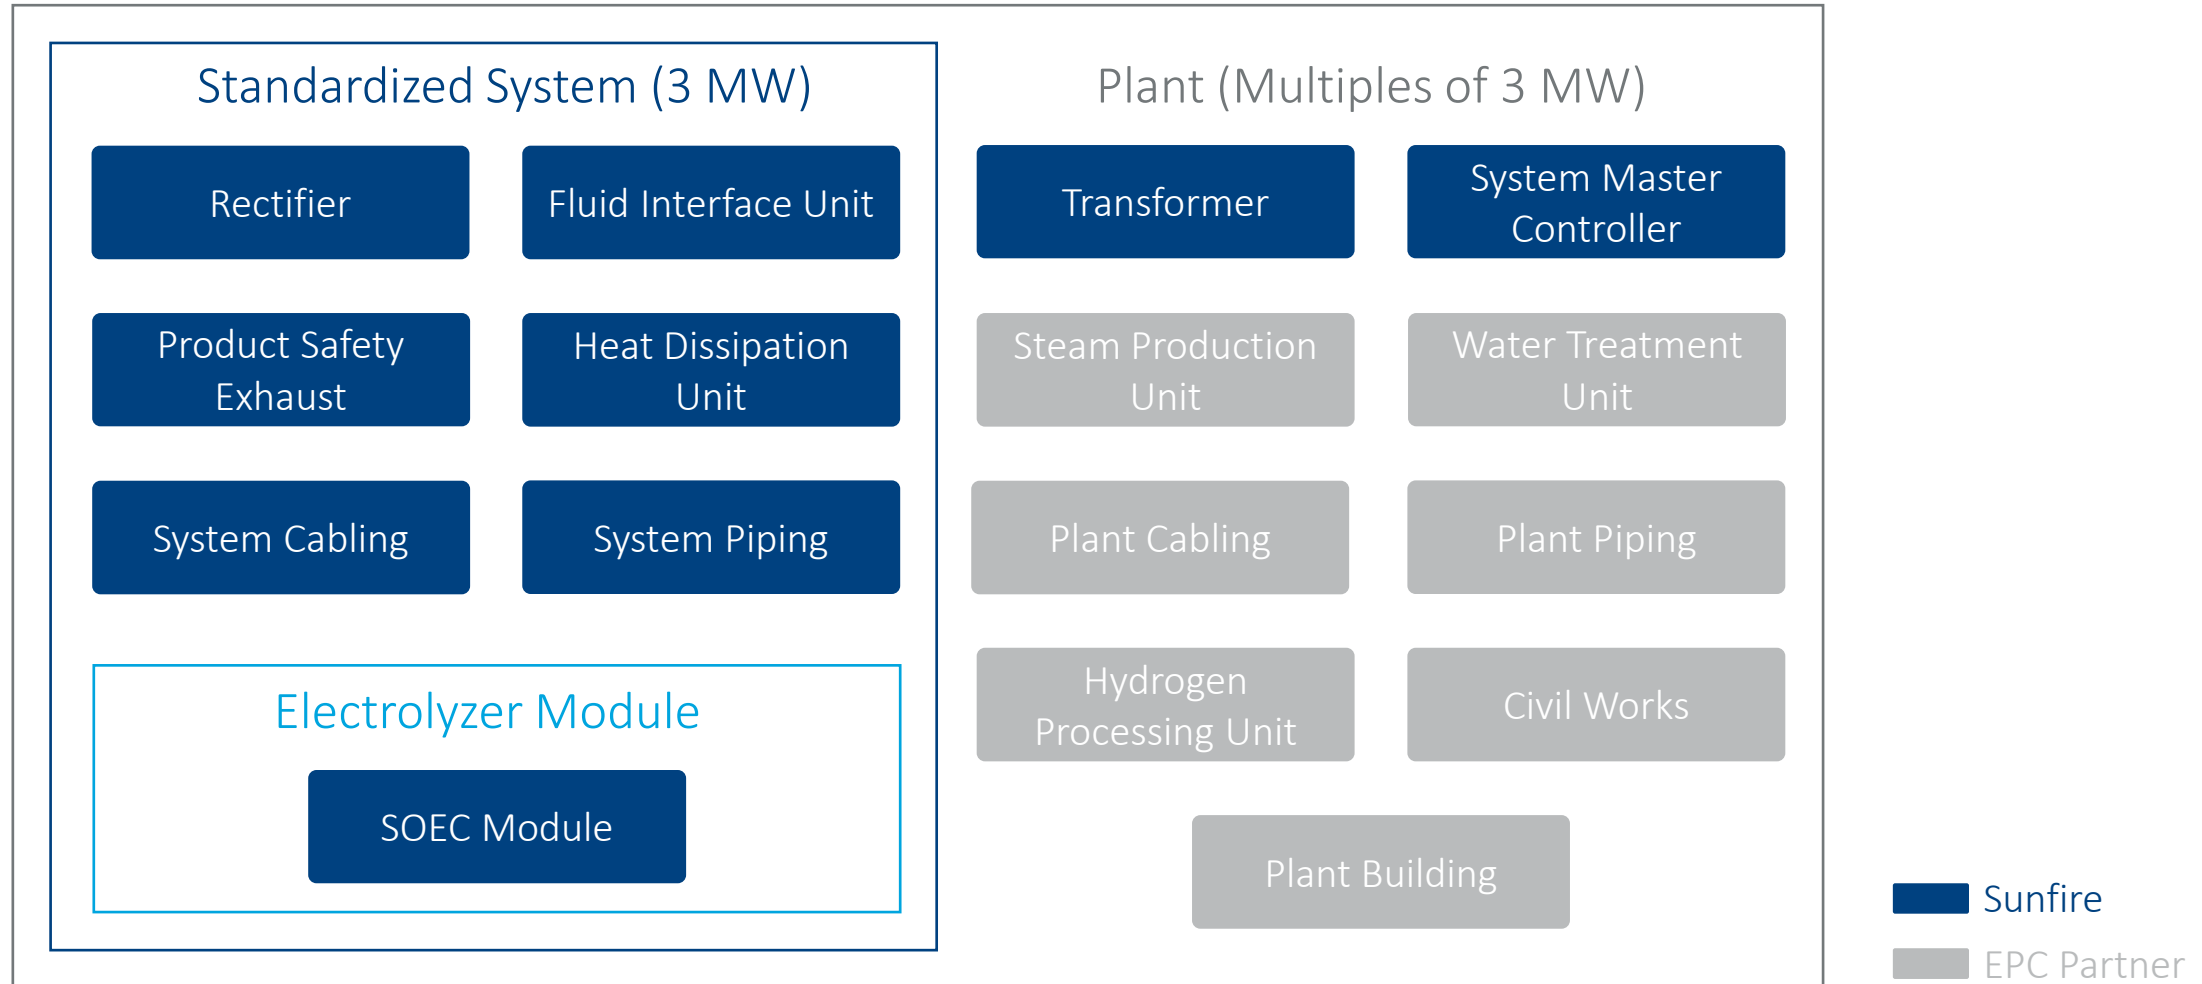 Standardized System (3 MW)
Rectifier
Fluid Interface Unit
Product Safety
Exhaust
Heat Dissipation
Unit
System Cabling
System Piping
Electrolyzer Module
SOEC Module
Plant (Multiples of 3 MW)
Transformer
System Master
Controller
Steam Production
Unit
Water Treatment
Unit
Plant Cabling
Plant Piping
Hydrogen
Processing Unit
Civil Works
Plant Building
Sunfire
EPC Partner